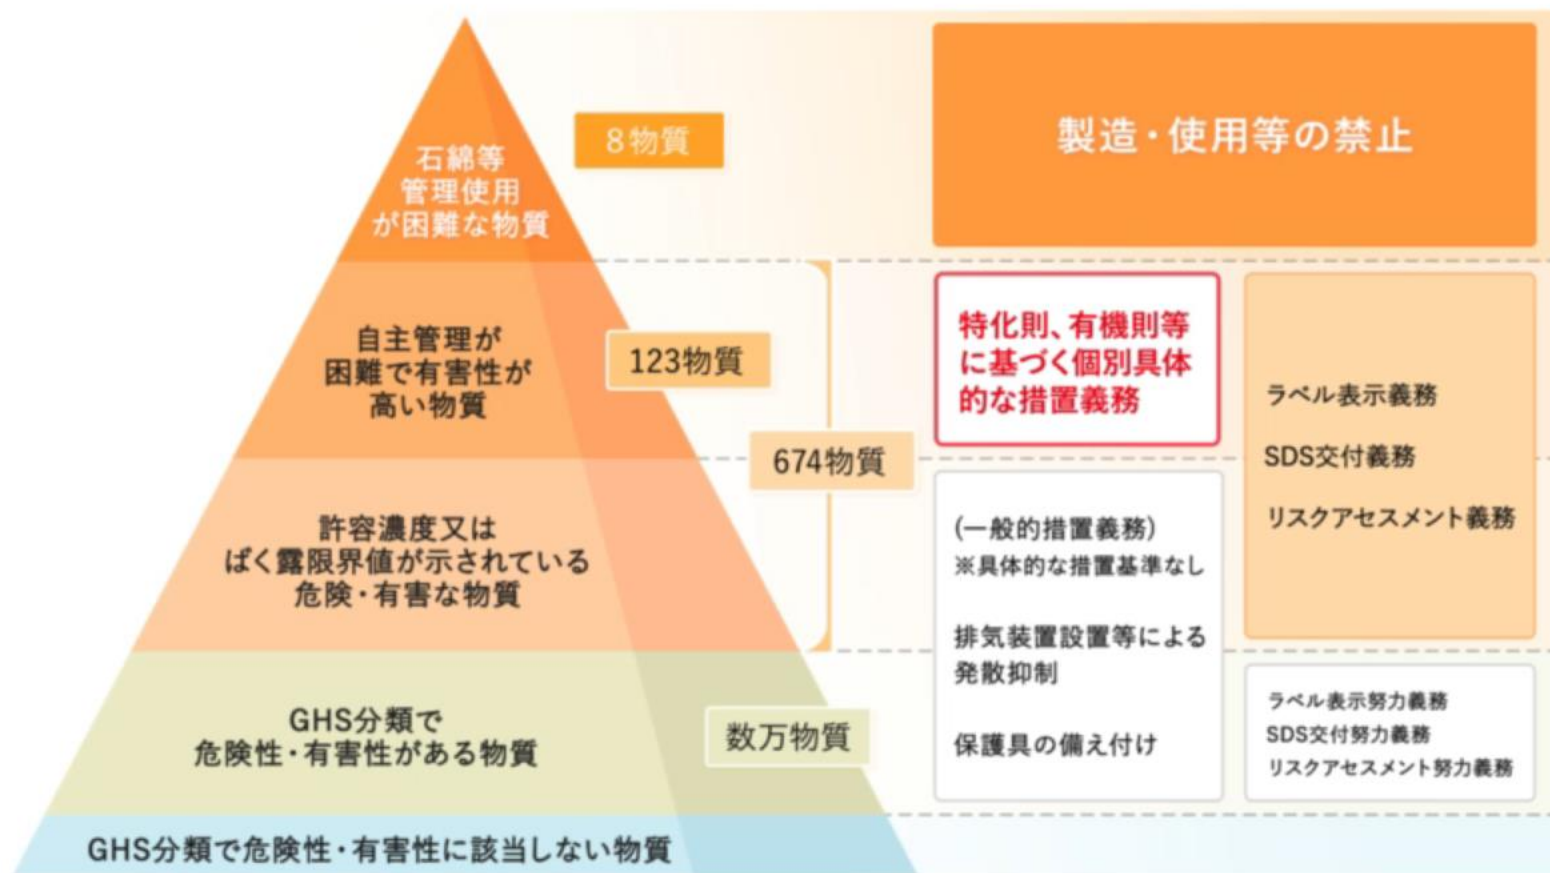 石綿等
管理使用
が困難な物質
8物質
製造・使用等の禁止
自主管理が
困難で有害性が
高い物質
123物質
特化則、有機則等
に基づく個別具体
的な措置義務
674物質
ラベル表示義務
SDS交付義務
リスクアセスメント義務
許容濃度又は
ばく露限界値が示されている
危険・有害な物質
(一般的措置義務)
※具体的な措置基準なし
排気装置設置等による
発散抑制
保護具の備え付け
GHS分類で
危険性・有害性がある物質
数万物質
ラベル表示努力義務
SDS交付努力義務
リスクアセスメント努力義務
GHS分類で危険性・有害性に該当しない物質